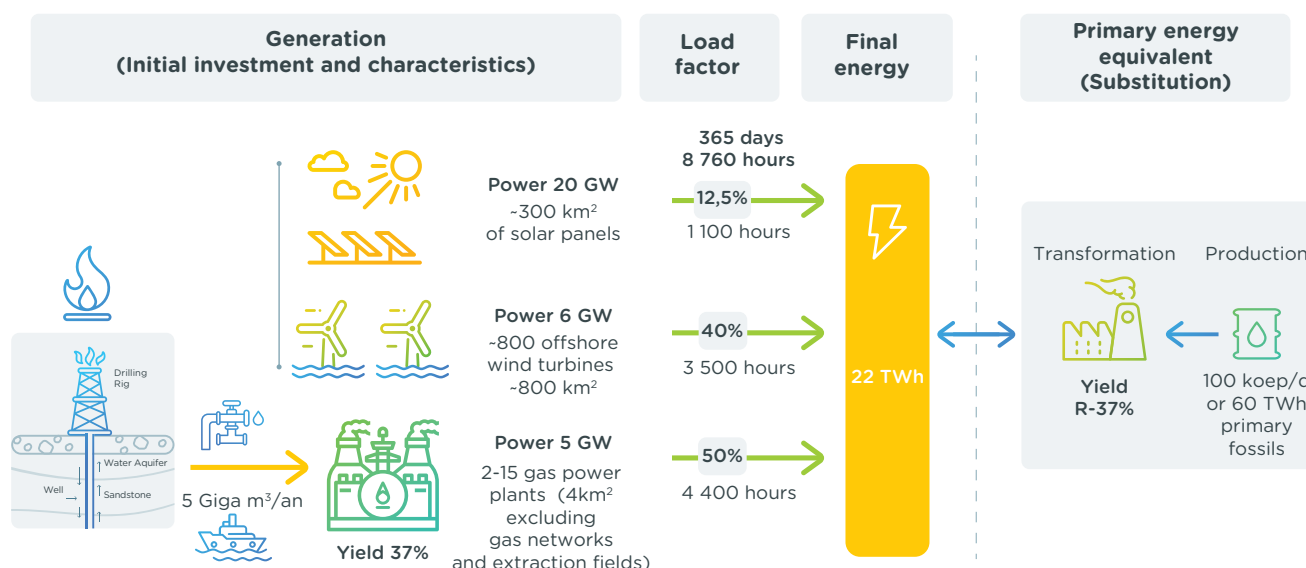 Generation
(Initial investment and characteristics)
Load
factor
Final
energy
Primary energy
equivalent
(Substitution)
365 days
8 760 hours
Power 20 GW
~300 km²
of solar panels
12,5%
1 100 hours
Power 6 GW
~800 offshore
wind turbines
~800 km²
40%
3 500 hours
22 TWh
Transformation
Production
Yield
R-37%
100 koep/d
or 60 TWh
primary
fossils
Drilling
Rig
Water Aquifer
Well
Sandstone
5 Giga m³/an
Yield 37%
Power 5 GW
2-15 gas power
plants (4km²
excluding
gas networks
and extraction fields)
50%
4 400 hours